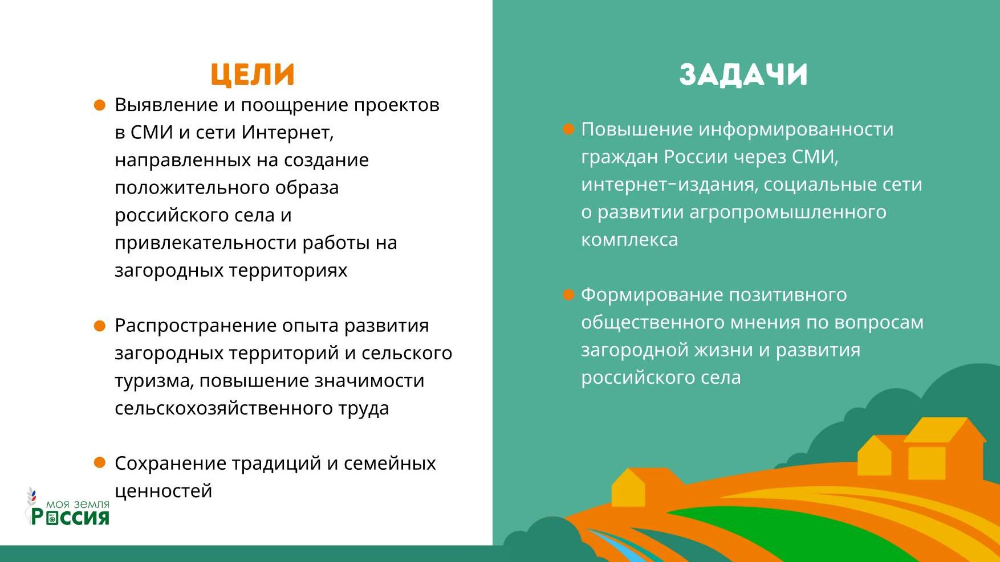 ЦЕЛИ
Выявление и поощрение проектов
в СМИ и сети Интернет,
направленных на создание
положительного образа
российского села и
привлекательности работы на
загородных территориях
Распространение опыта развития
загородных территорий и сельского
туризма, повышение значимости
сельскохозяйственного труда
Сохранение традиций и семейных
ценностей
моя земля
Россия
ЗАДАЧИ
Повышение информированности
граждан России через СМИ,
интернет-издания, социальные сети
о развитии агропромышленного
комплекса
Формирование позитивного
общественного мнения по вопросам
загородной жизни и развития
российского села